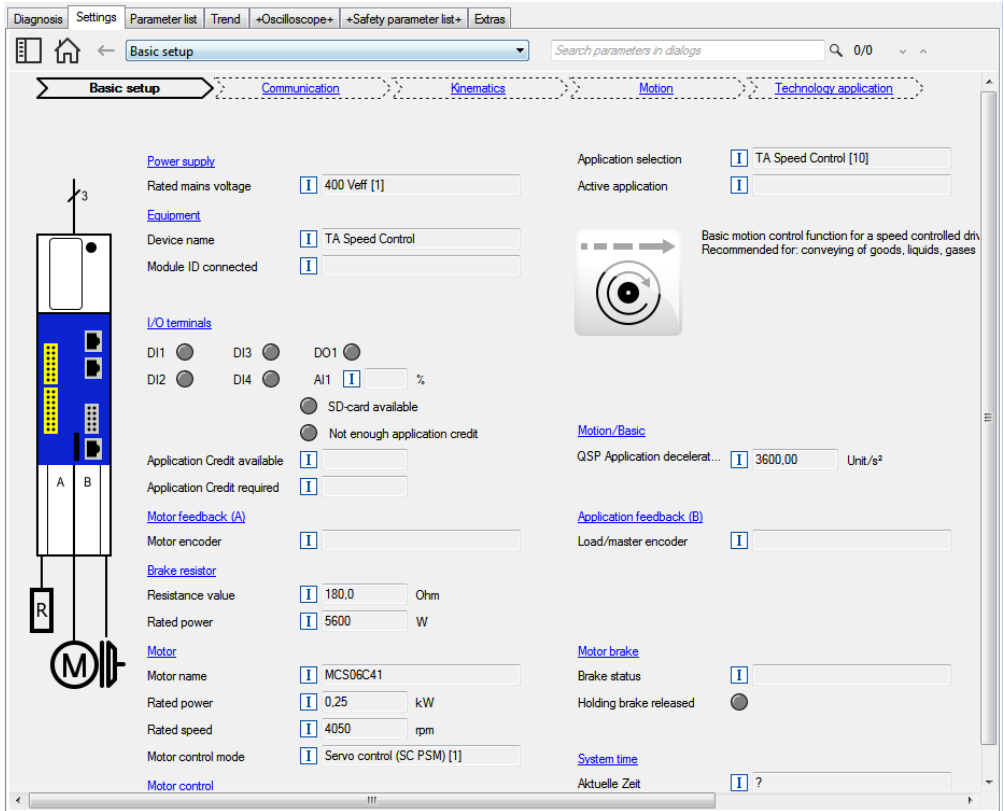 Diagnosis Settings Parameter list Trend +Oscilloscope+ +Safety parameter list+ Extras
Basic setup Search parameters in dialogs 0/0
Basic setup Communication Kinematics Motion Technology application
Power supply
Rated mains voltage I 400 Veff [1]
Equipment
Device name I TA Speed Control
Module ID connected I
I/O terminals
DI1 DI3 DO1
DI2 DI4 AI1 I %
SD-card available
Not enough application credit
Application Credit available I
Application Credit required I
Motor feedback (A)
Motor encoder I
Brake resistor
Resistance value I 180,0 Ohm
Rated power I 5600 W
Motor
Motor name I MCS06C41
Rated power I 0,25 kW
Rated speed I 4050 rpm
Motor control mode I Servo control (SC PSM) [1]
Motor control
Application selection I TA Speed Control [10]
Active application I
Basic motion control function for a speed controlled driv
Recommended for: conveying of goods, liquids, gases
Motion/Basic
QSP Application decelerat... I 3600,00 Unit/s²
Application feedback (B)
Load/master encoder I
Motor brake
Brake status I
Holding brake released
System time
Aktuelle Zeit I ?
3
A B
R
M